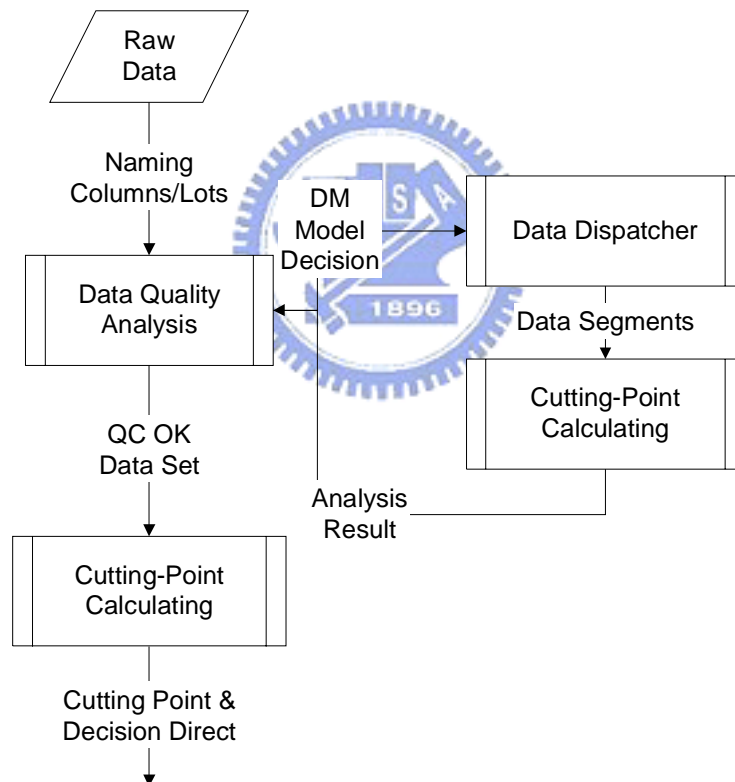 Raw
Data
Naming
Columns/Lots
DM
Model
Decision
S
A
1896
Data Quality
Analysis
Data Dispatcher
Data Segments
Cutting-Point
Calculating
QC OK
Data Set
Analysis
Result
Cutting-Point
Calculating
Cutting Point &
Decision Direct